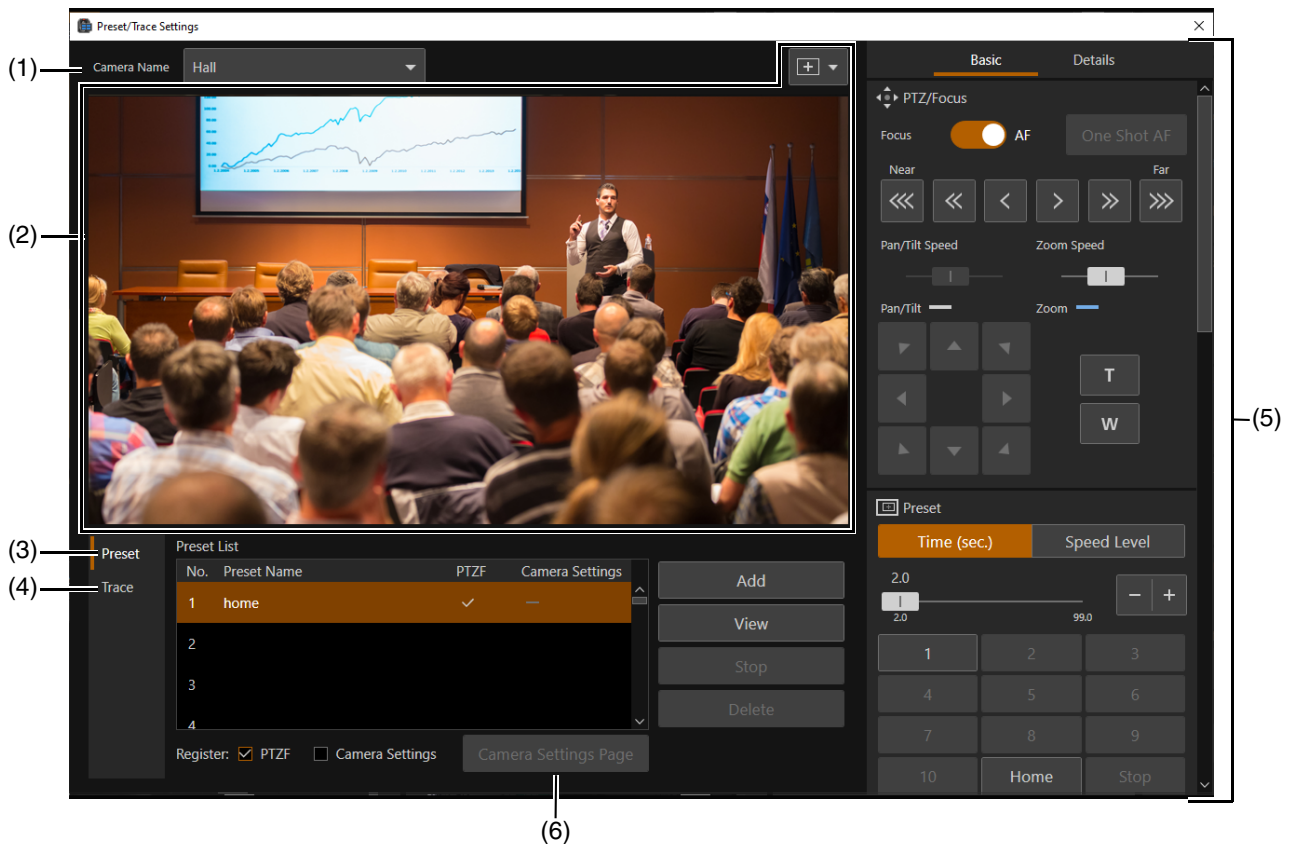 Preset/Trace Settings
(1)
Camera Name Hall
Basic Details
PTZ/Focus
Focus AF One Shot AF
Near Far
(2)
Pan/Tilt Speed Zoom Speed
Pan/Tilt Zoom
T
W
(5)
Preset
Time (sec.) Speed Level
2.0
2.0 99.0
1 2 3
4 5 6
7 8 9
10 Home Stop
(3)
Preset
(4)
Trace
Preset List
No. Preset Name PTZF Camera Settings
1 home
2
3
4
Add
View
Stop
Delete
Register: PTZF Camera Settings Camera Settings Page
(6)